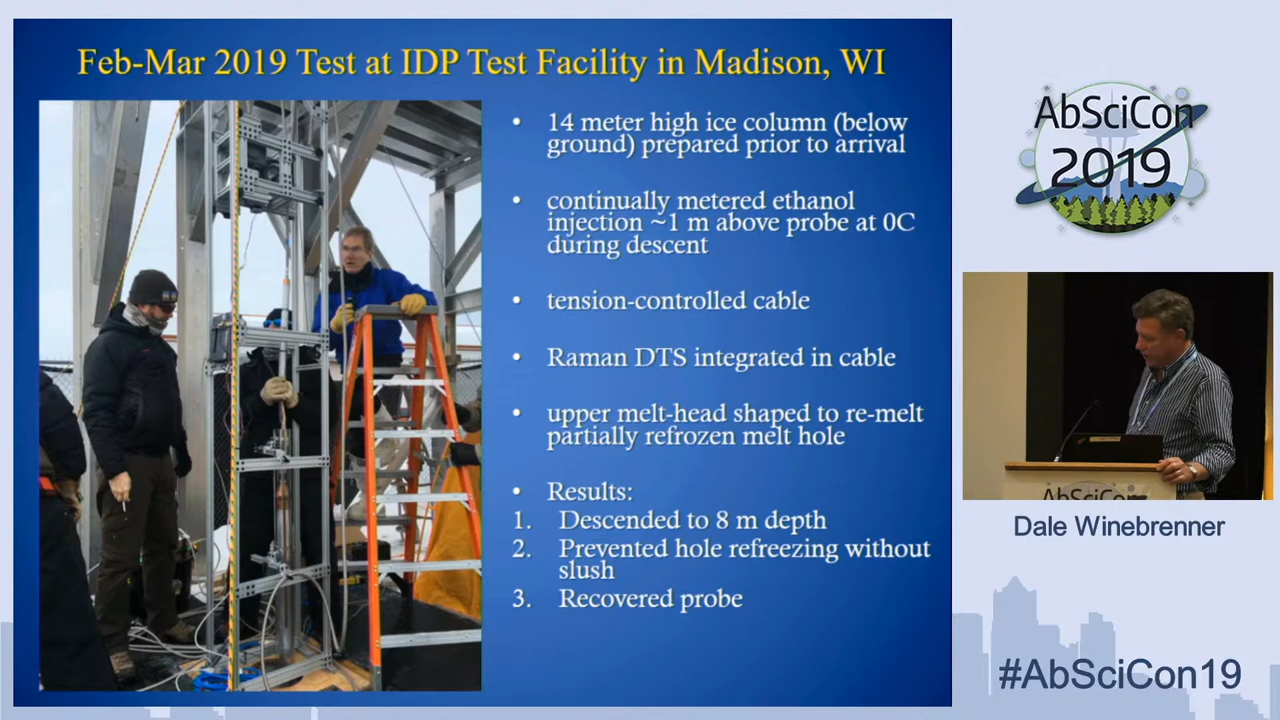 Feb-Mar 2019 Test at IDP Test Facility in Madison, WI
• 14 meter high ice column (below
ground) prepared prior to arrival
• continually metered ethanol
injection ~1 m above probe at 0C
during descent
• tension-controlled cable
• Raman DTS integrated in cable
• upper melt-head shaped to re-melt
partially refrozen melt hole
• Results:
1. Descended to 8 m depth
2. Prevented hole refreezing without
slush
3. Recovered probe
AbSciCon
2019
AbSciCon
Dale Winebrenner
#AbSciCon19